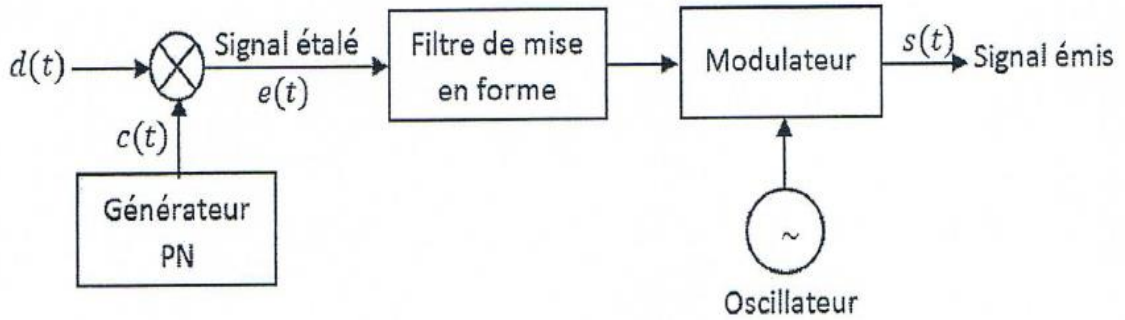 d(t)
Signal étalé
e(t)
c(t)
Générateur
PN
Filtre de mise
en forme
Modulateur
s(t)
Signal émis
~
Oscillateur